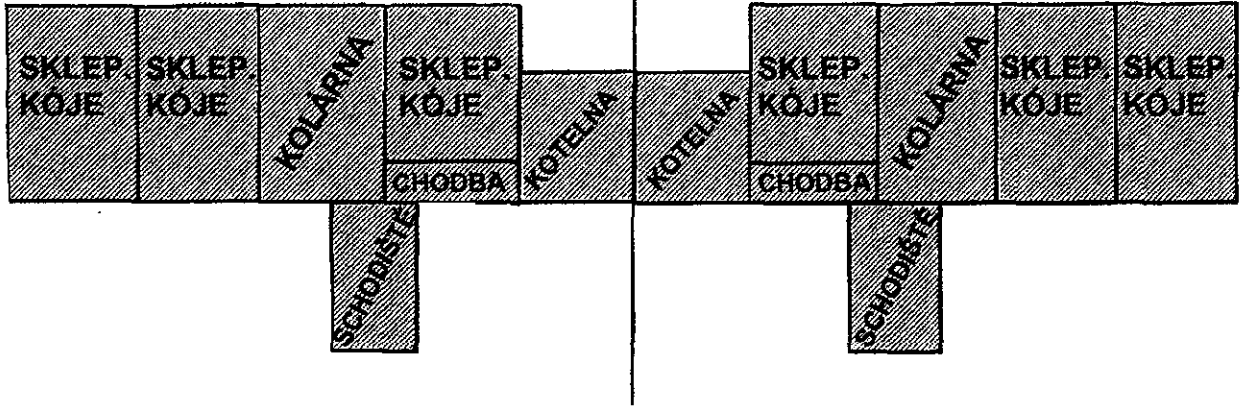 SKLEP.
KÓJE
SKLEP.
KÓJE
KOLÁRNA
SKLEP.
KÓJE
CHODBA
KOTELNA
KOTELNA
SKLEP.
KÓJE
CHODBA
KOLÁRNA
SKLEP.
KÓJE
SKLEP.
KÓJE
SCHODIŠTĚ
SCHODIŠTĚ